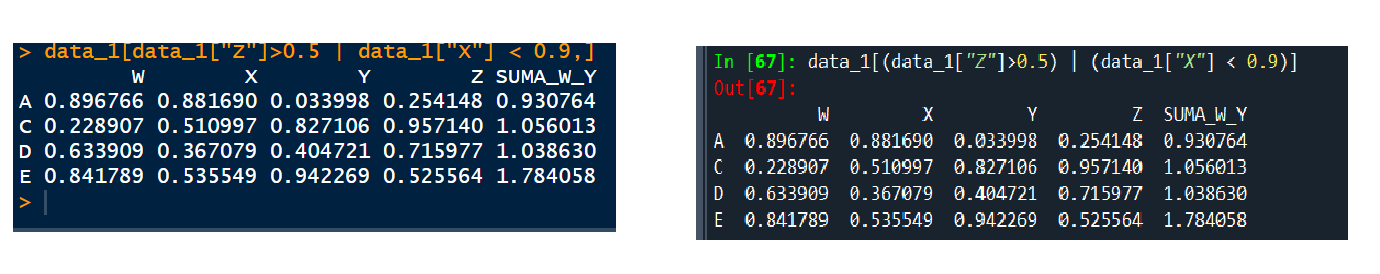 > data_1[data_1["Z"]>0.5 | data_1["X"] < 0.9,]
W X Y Z SUMA_W_Y
A 0.896766 0.881690 0.033998 0.254148 0.930764
C 0.228907 0.510997 0.827106 0.957140 1.056013
D 0.633909 0.367079 0.404721 0.715977 1.038630
E 0.841789 0.535549 0.942269 0.525564 1.784058
>
In [67]: data_1[(data_1["Z"]>0.5) | (data_1["X"] < 0.9)]
Out[67]:
W X Y Z SUMA_W_Y
A 0.896766 0.881690 0.033998 0.254148 0.930764
C 0.228907 0.510997 0.827106 0.957140 1.056013
D 0.633909 0.367079 0.404721 0.715977 1.038630
E 0.841789 0.535549 0.942269 0.525564 1.784058